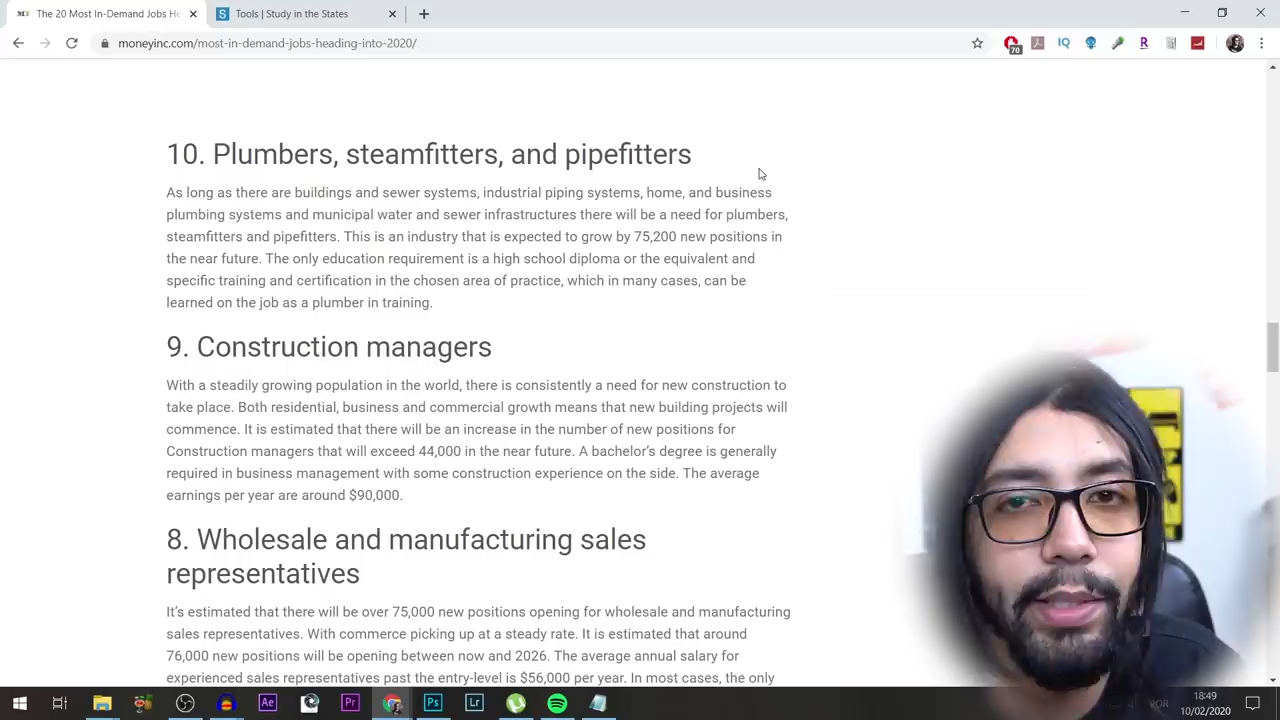 The 20 Most In-Demand Jobs He
Tools | Study in the States
moneyinc.com/most-in-demand-jobs-heading-into-2020/
70
IQ
R
10. Plumbers, steamfitters, and pipefitters
As long as there are buildings and sewer systems, industrial piping systems, home, and business
plumbing systems and municipal water and sewer infrastructures there will be a need for plumbers,
steamfitters and pipefitters. This is an industry that is expected to grow by 75,200 new positions in
the near future. The only education requirement is a high school diploma or the equivalent and
specific training and certification in the chosen area of practice, which in many cases, can be
learned on the job as a plumber in training.
9. Construction managers
With a steadily growing population in the world, there is consistently a need for new construction to
take place. Both residential, business and commercial growth means that new building projects will
commence. It is estimated that there will be an increase in the number of new positions for
Construction managers that will exceed 44,000 in the near future. A bachelor's degree is generally
required in business management with some construction experience on the side. The average
earnings per year are around $90,000.
8. Wholesale and manufacturing sales
representatives
It's estimated that there will be over 75,000 new positions opening for wholesale and manufacturing
sales representatives. With commerce picking up at a steady rate. It is estimated that around
76,000 new positions will be opening between now and 2026. The average annual salary for
experienced sales representatives past the entry-level is $56,000 per year. In most cases, the only
Ae
Pr
Ps
Lr
POR
18:49
10/02/2020